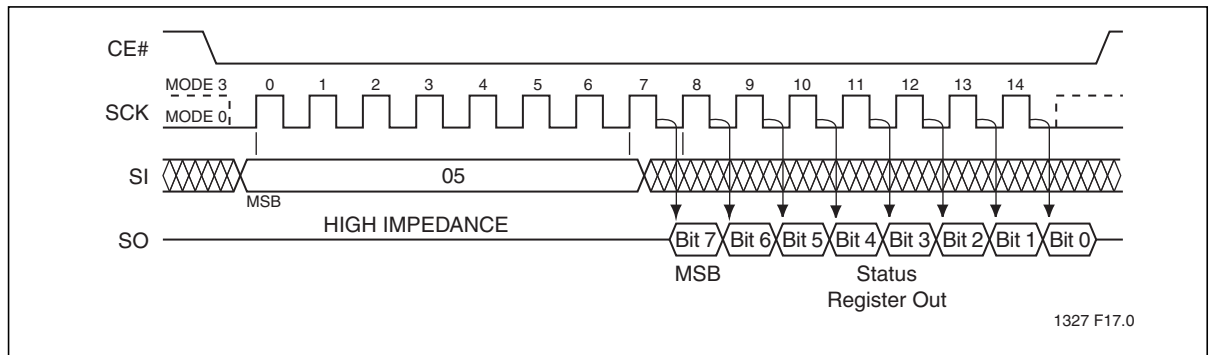 CE#
MODE 3 0 1 2 3 4 5 6 7 8 9 10 11 12 13 14
SCK
MODE 0
SI 05
MSB
HIGH IMPEDANCE
SO Bit 7 Bit 6 Bit 5 Bit 4 Bit 3 Bit 2 Bit 1 Bit 0
MSB Status
Register Out
1327 F17.0